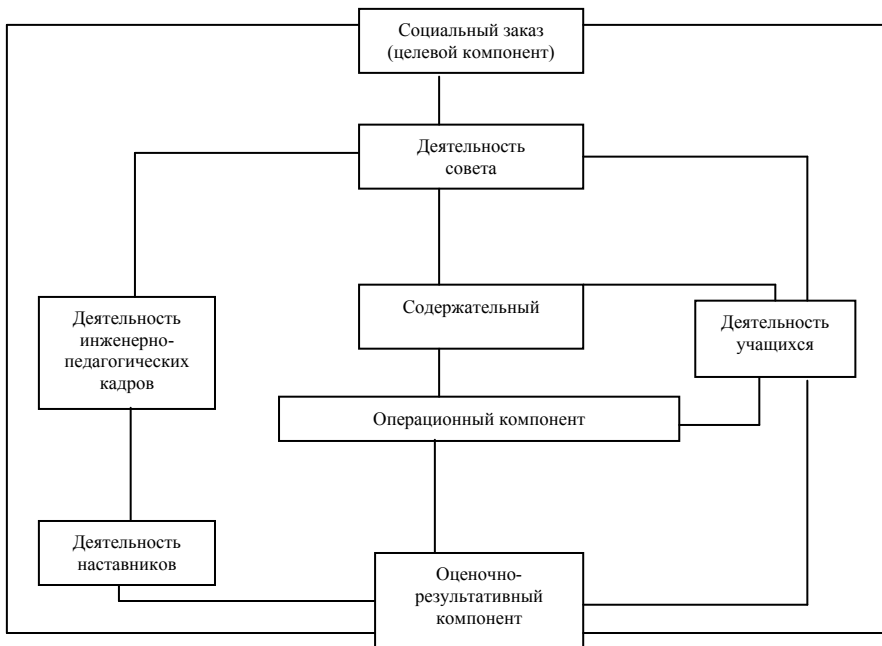 Социальный заказ
(целевой компонент)
Деятельность
совета
Содержательный
Деятельность
инженерно-
педагогических
кадров
Деятельность
учащихся
Операционный компонент
Деятельность
наставников
Оценочно-
результативный
компонент